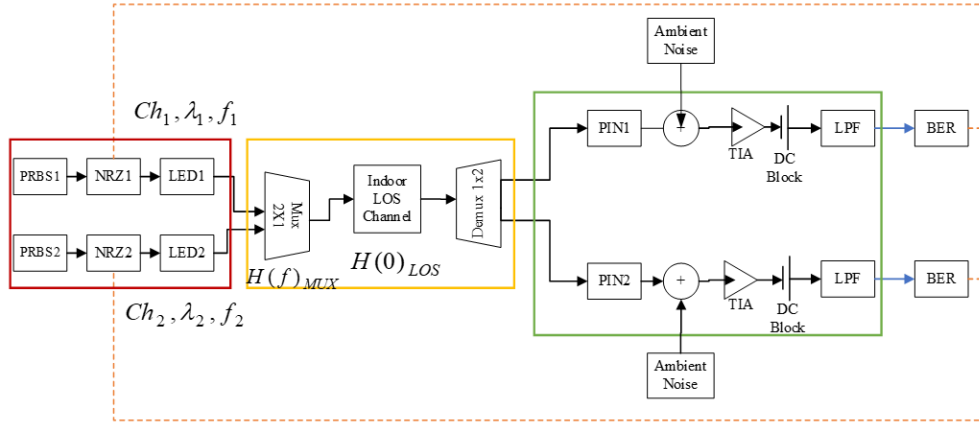 Ambient
Noise
Ch₁, λ₁, f₁
PIN1
+
TIA
DC
Block
LPF
BER
PRBS1
NRZ1
LED1
Mux
2X1
Indoor
LOS
Channel
Demux 1x2
PRBS2
NRZ2
LED2
H(f)MUX
H(0)LOS
Ch₂, λ₂, f₂
PIN2
+
TIA
DC
Block
LPF
BER
Ambient
Noise